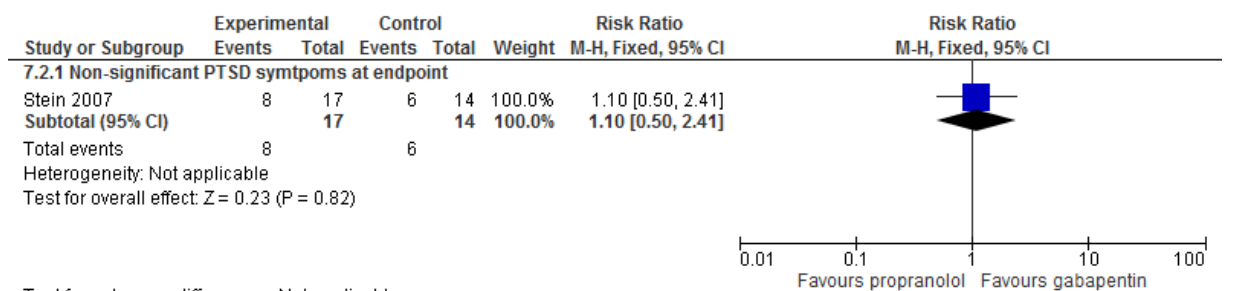 Experimental Control Risk Ratio Risk Ratio
Study or Subgroup Events Total Events Total Weight M-H, Fixed, 95% CI M-H, Fixed, 95% CI
7.2.1 Non-significant PTSD symtpoms at endpoint
Stein 2007 8 17 6 14 100.0% 1.10 [0.50, 2.41]
Subtotal (95% CI) 17 14 100.0% 1.10 [0.50, 2.41]
Total events 8 6
Heterogeneity: Not applicable
Test for overall effect: Z = 0.23 (P = 0.82)
0.01 0.1 1 10 100
Favours propranolol Favours gabapentin